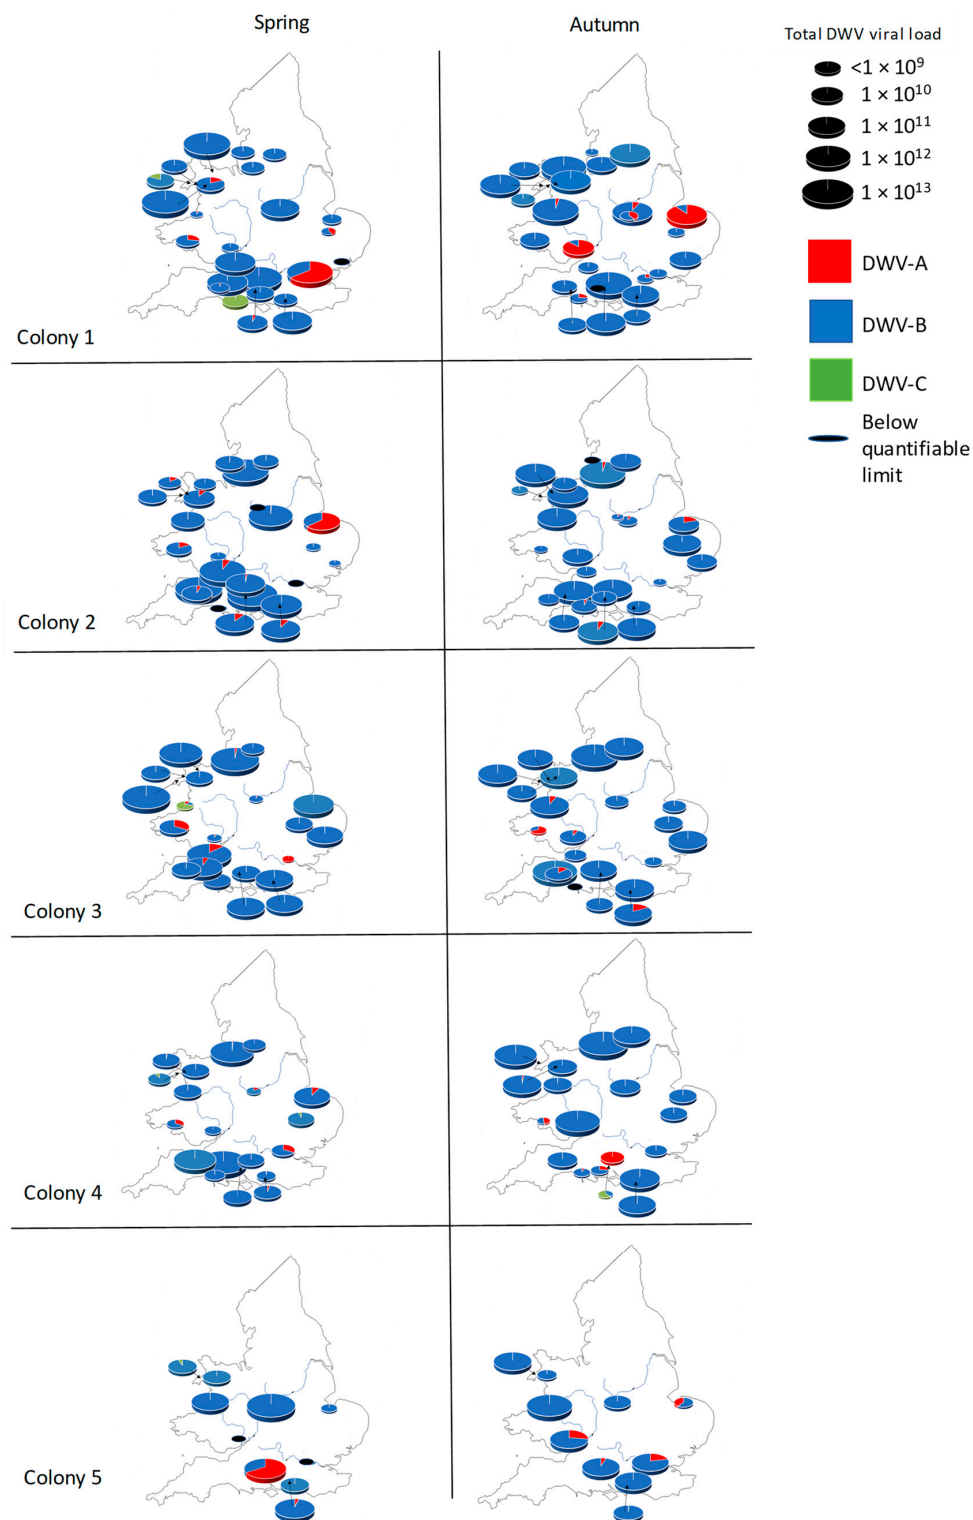 Spring
Autumn
Total DWV viral load
<1 × 10⁹
1 × 10¹⁰
1 × 10¹¹
1 × 10¹²
1 × 10¹³
DWV-A
DWV-B
DWV-C
Below
quantifiable
limit
Colony 1
Colony 2
Colony 3
Colony 4
Colony 5